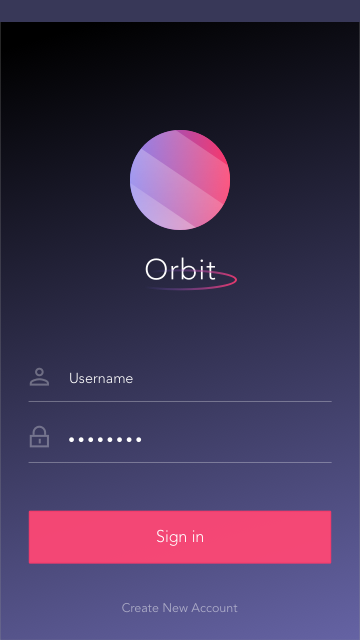 Orbit
Username
••••••••
Sign in
Create New Account